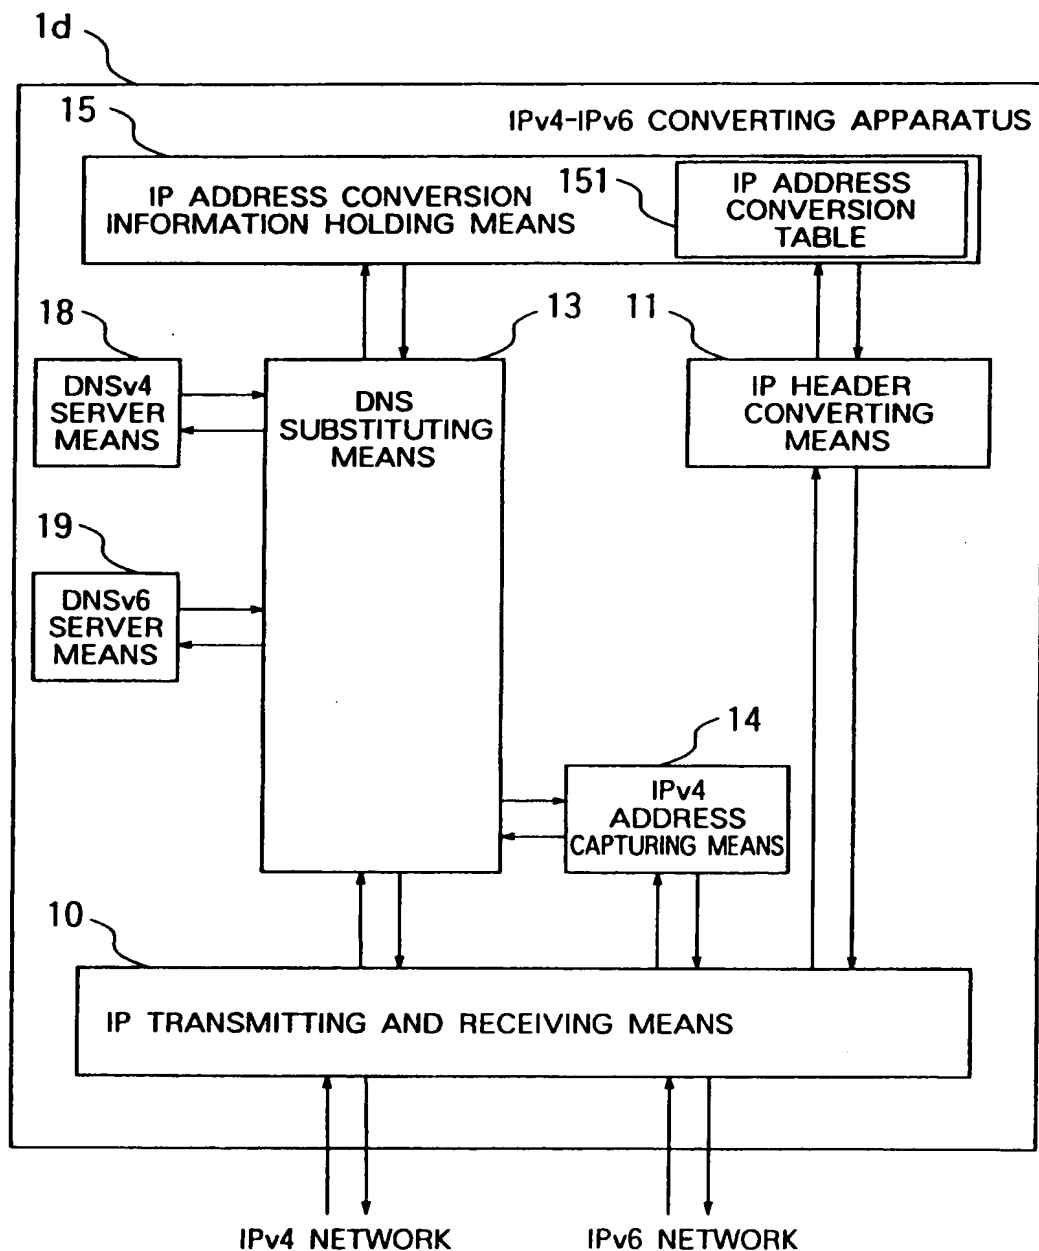 1d
15
IPv4-IPv6 CONVERTING APPARATUS
IP ADDRESS CONVERSION
INFORMATION HOLDING MEANS
151
IP ADDRESS
CONVERSION
TABLE
18
13
11
DNSv4
SERVER
MEANS
DNS
SUBSTITUTING
MEANS
IP HEADER
CONVERTING
MEANS
19
DNSv6
SERVER
MEANS
14
IPv4
ADDRESS
CAPTURING MEANS
10
IP TRANSMITTING AND RECEIVING MEANS
IPv4 NETWORK
IPv6 NETWORK